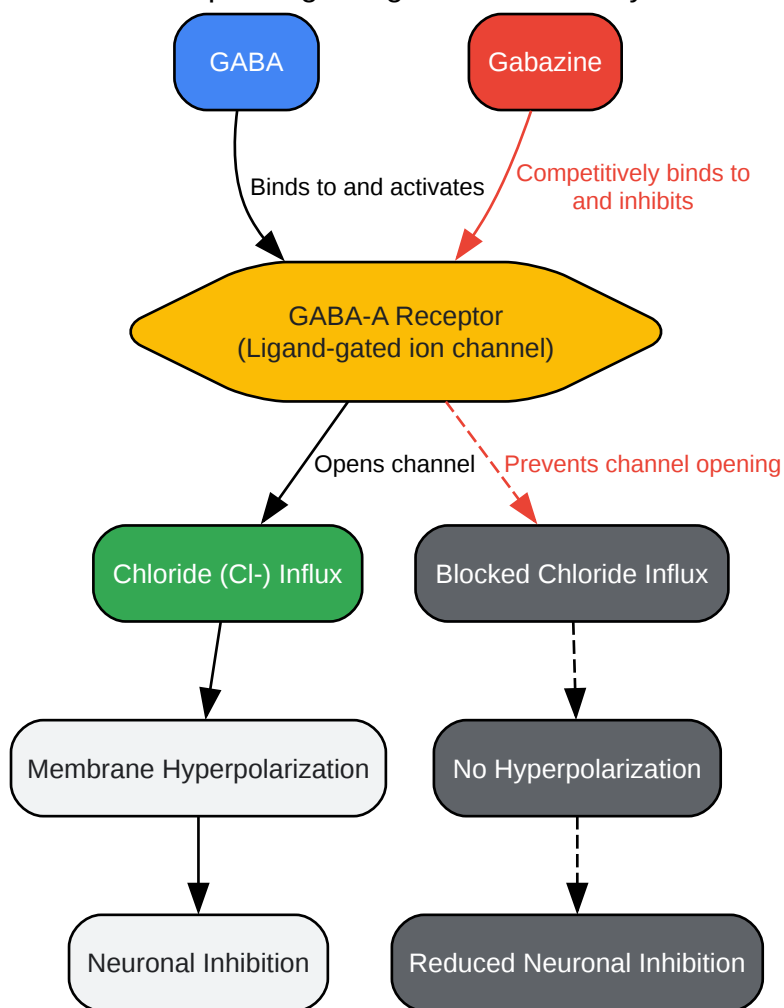 GABA
Gabazine
Binds to and activates
Competitively binds to
and inhibits
GABA-A Receptor
(Ligand-gated ion channel)
Opens channel
Prevents channel opening
Chloride (Cl-) Influx
Blocked Chloride Influx
Membrane Hyperpolarization
No Hyperpolarization
Neuronal Inhibition
Reduced Neuronal Inhibition